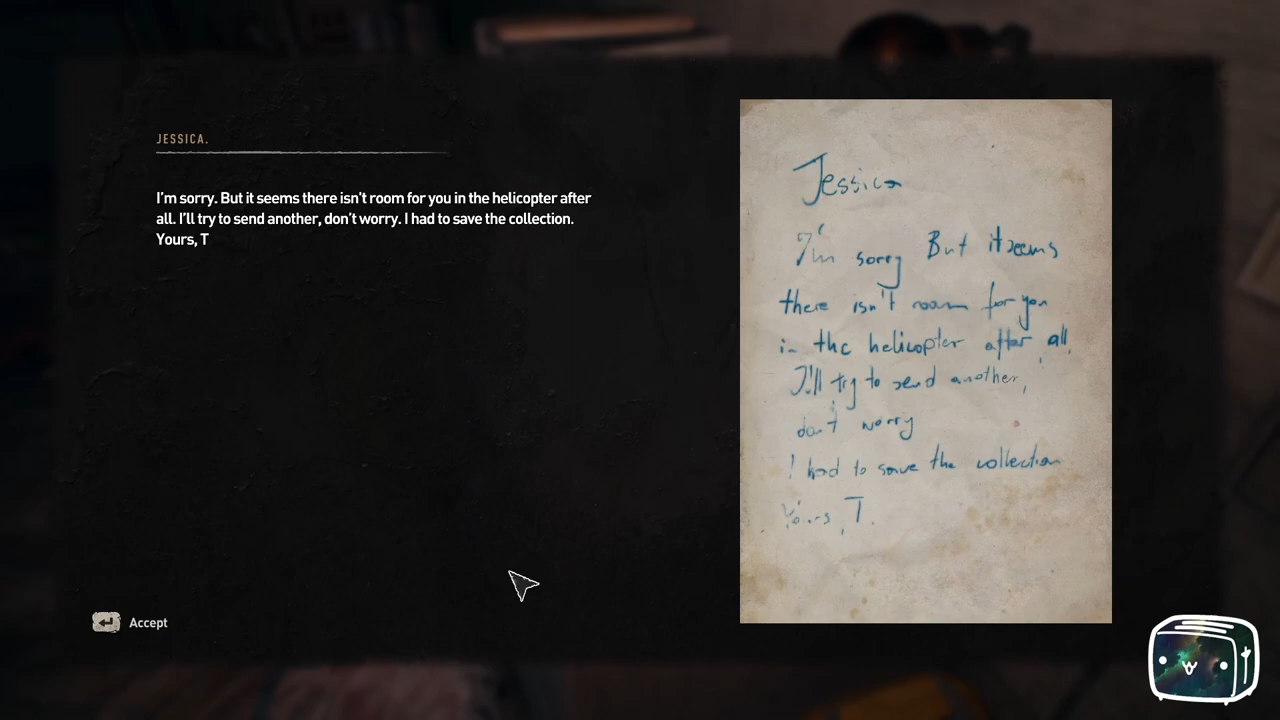 JESSICA.
I'm sorry. But it seems there isn't room for you in the helicopter after
all. I'll try to send another, don't worry. I had to save the collection.
Yours, T
Accept
Jessica
I'm sorry But it seems
there isn't room for you
in the helicopter after all,
I'll try to send another,
don't worry
I had to save the collection
Yours, T.